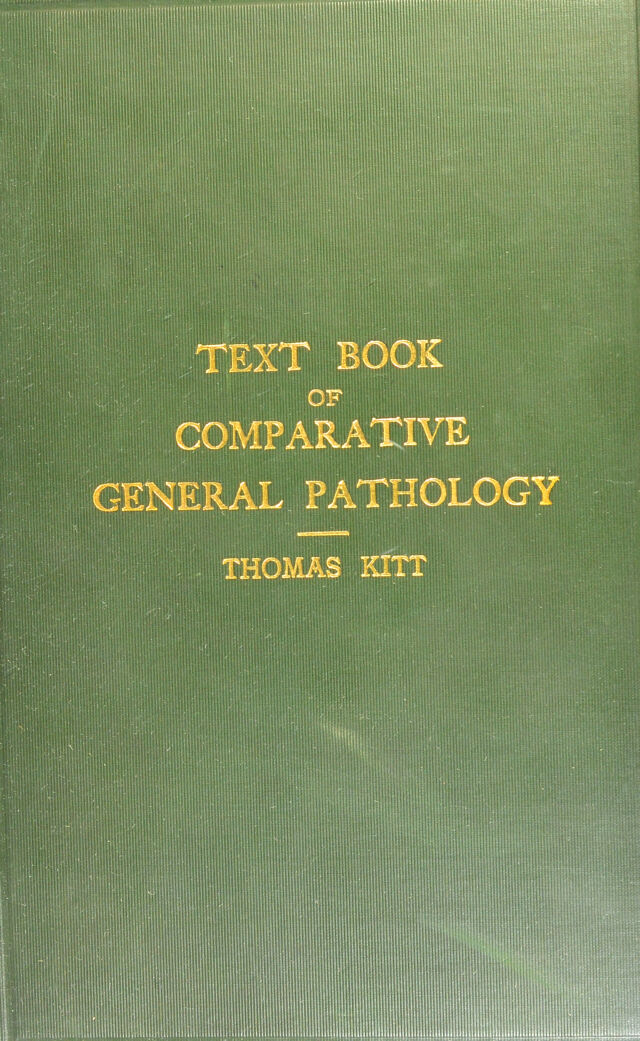 TEXT BOOK
OF
COMPARATIVE
GENERAL PATHOLOGY
THOMAS KITT